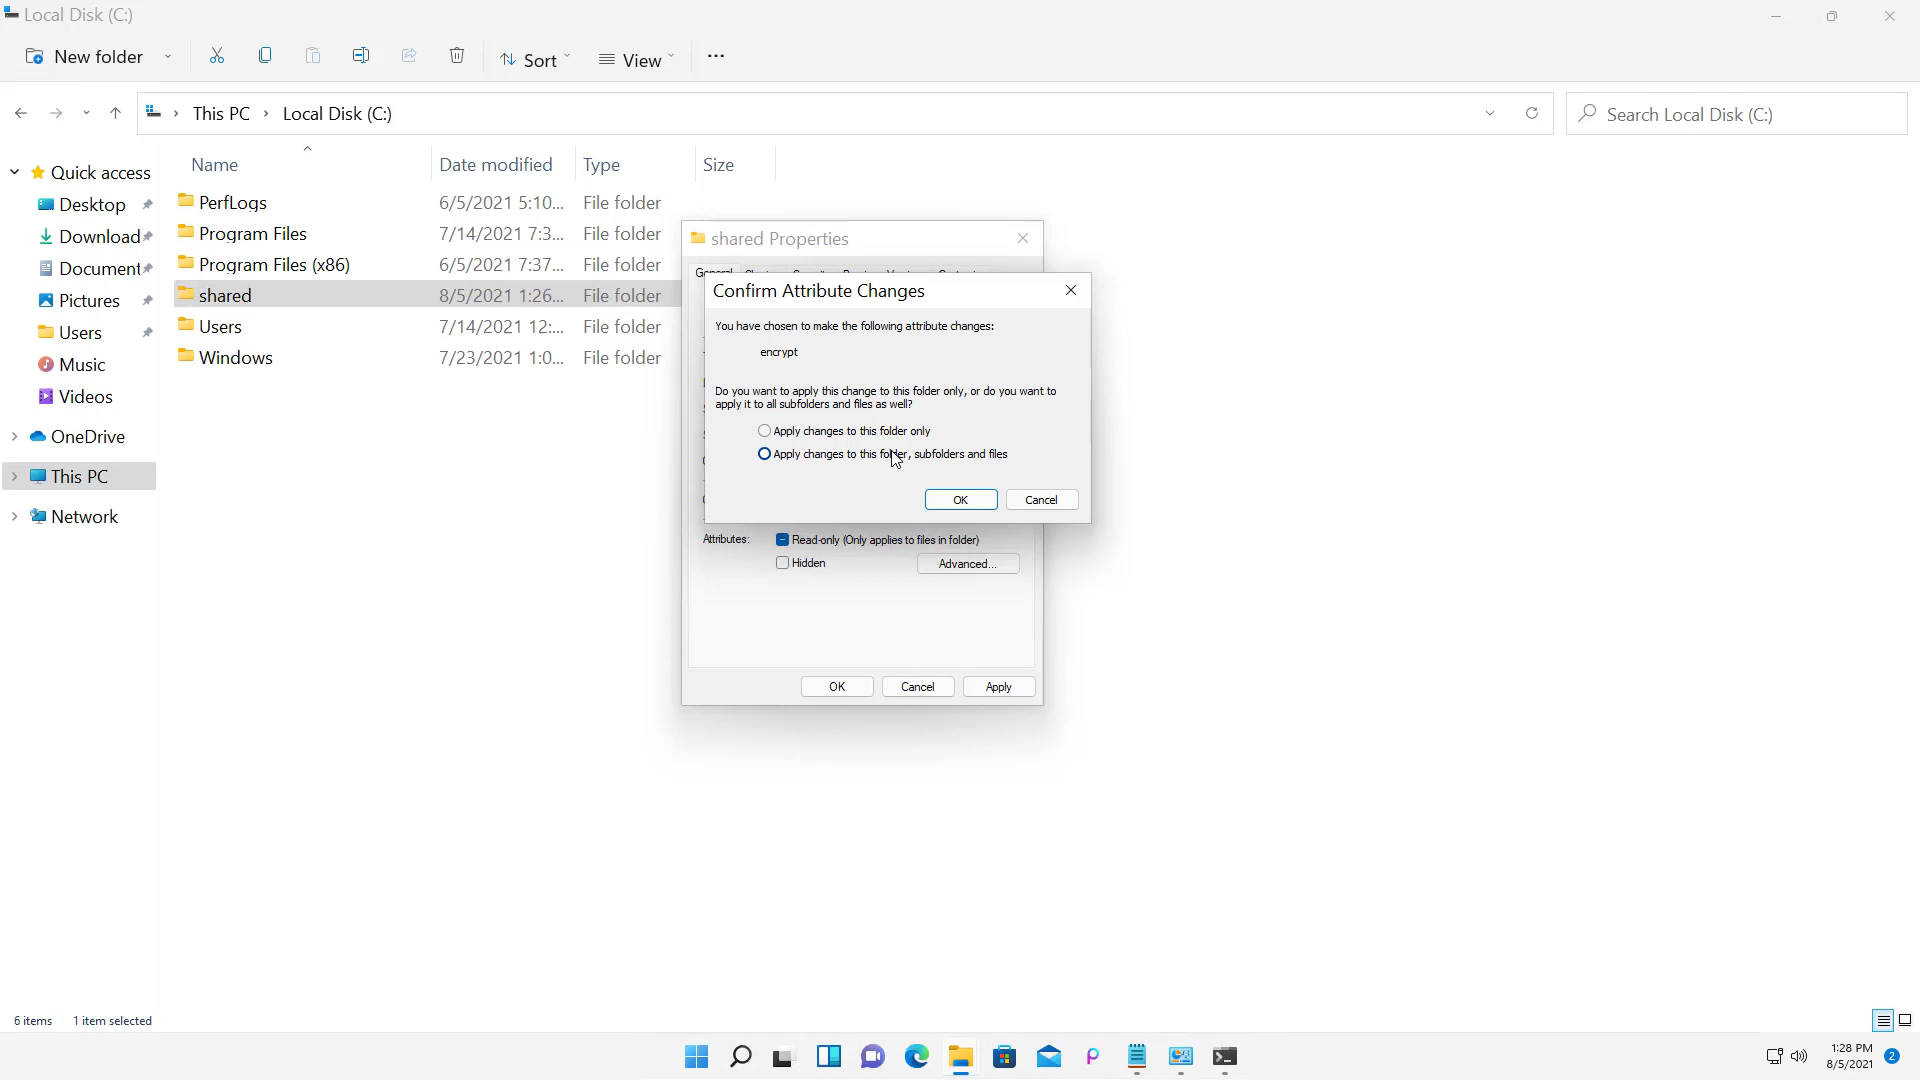 Local Disk (C:)
New folder
Sort
View
This PC
Local Disk (C:)
Search Local Disk (C:)
Name
Date modified
Type
Size
Quick access
Desktop
Download
Document
Pictures
Users
Music
Videos
OneDrive
This PC
Network
PerfLogs 6/5/2021 5:10... File folder
Program Files 7/14/2021 7:3... File folder
Program Files (x86) 6/5/2021 7:37... File folder
shared 8/5/2021 1:26... File folder
Users 7/14/2021 12:... File folder
Windows 7/23/2021 1:0... File folder
shared Properties
General
Confirm Attribute Changes
You have chosen to make the following attribute changes:
encrypt
Do you want to apply this change to this folder only, or do you want to
apply it to all subfolders and files as well?
Apply changes to this folder only
Apply changes to this folder, subfolders and files
OK
Cancel
Attributes:
Read-only (Only applies to files in folder)
Hidden
Advanced...
OK
Cancel
Apply
6 items
1 item selected
1:28 PM
8/5/2021
2